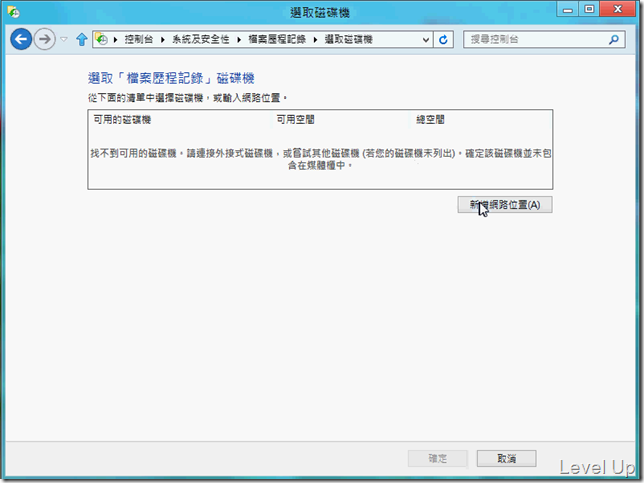 選取磁碟機
控制台 系統及安全性 檔案歷程記錄 選取磁碟機
搜尋控制台
選取「檔案歷程記錄」磁碟機
從下面的清單中選擇磁碟機，或輸入網路位置。
可用的磁碟機 可用空間 總空間
找不到可用的磁碟機。請連接外接式磁碟機，或嘗試其他磁碟機 (若您的磁碟機未列出)。確定該磁碟機並未包
含在媒體櫃中。
新增網路位置(A)
確定 取消
Level Up